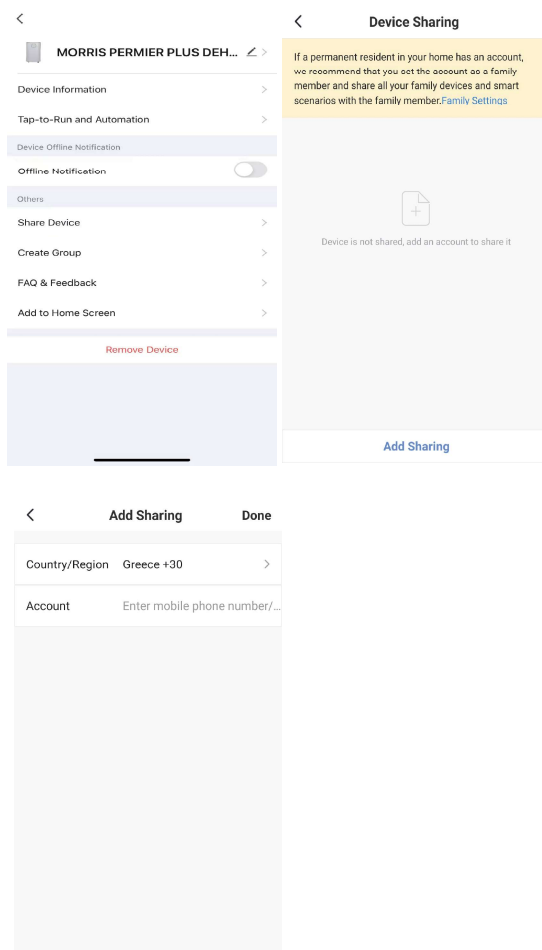 MORRIS PERMIER PLUS DEH...
Device Information
Tap-to-Run and Automation
Device Offline Notification
Offline Notification
Others
Share Device
Create Group
FAQ & Feedback
Add to Home Screen
Remove Device
Device Sharing
If a permanent resident in your home has an account,
we recommend that you set the account as a family
member and share all your family devices and smart
scenarios with the family member.Family Settings
Device is not shared, add an account to share it
Add Sharing
Add Sharing Done
Country/Region Greece +30
Account Enter mobile phone number/...